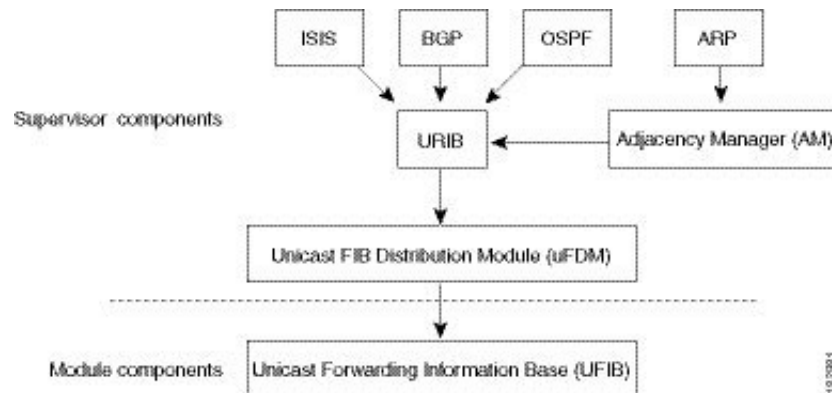 ISIS
BGP
OSPF
ARP
Supervisor components
URIB
Adjacency Manager (AM)
Unicast FIB Distribution Module (uFDM)
Module components
Unicast Forwarding Information Base (UFIB)